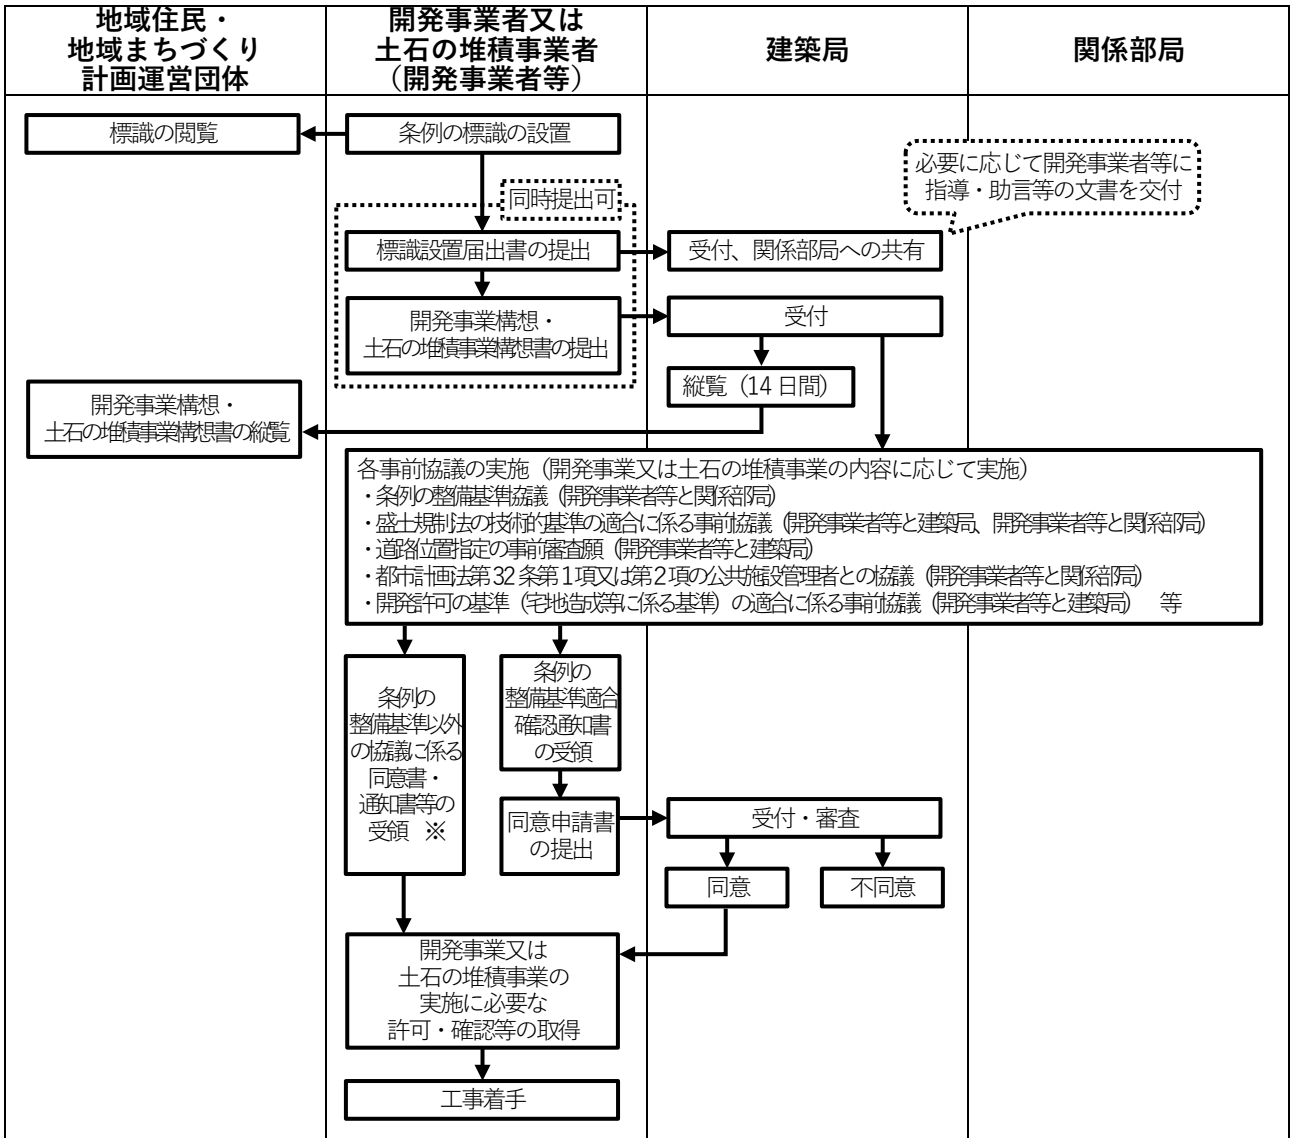 地域住民・
地域まちづくり
計画運営団体
開発事業者又は
土石の堆積事業者
（開発事業者等）
建築局
関係部局
標識の閲覧
条例の標識の設置
必要に応じて開発事業者等に
指導・助言等の文書を交付
同時提出可
標識設置届出書の提出
受付、関係部局への共有
開発事業構想・
土石の堆積事業構想書の提出
受付
縦覧（14日間）
開発事業構想・
土石の堆積事業構想書の縦覧
各事前協議の実施（開発事業又は土石の堆積事業の内容に応じて実施）
・条例の整備基準協議（開発事業者等と関係部局）
・盛土規制法の技術的基準の適合に係る事前協議（開発事業者等と建築局、開発事業者等と関係部局）
・道路位置指定の事前審査願（開発事業者等と建築局）
・都市計画法第32条第1項又は第2項の公共施設管理者との協議（開発事業者等と関係部局）
・開発許可の基準（宅地造成等に係る基準）の適合に係る事前協議（開発事業者等と建築局）　等
条例の
整備基準以外
の協議に係る
同意書・
通知書等の
受領　※
条例の
整備基準適合
確認通知書
の受領
同意申請書
の提出
受付・審査
同意
不同意
開発事業又は
土石の堆積事業の
実施に必要な
許可・確認等の取得
工事着手